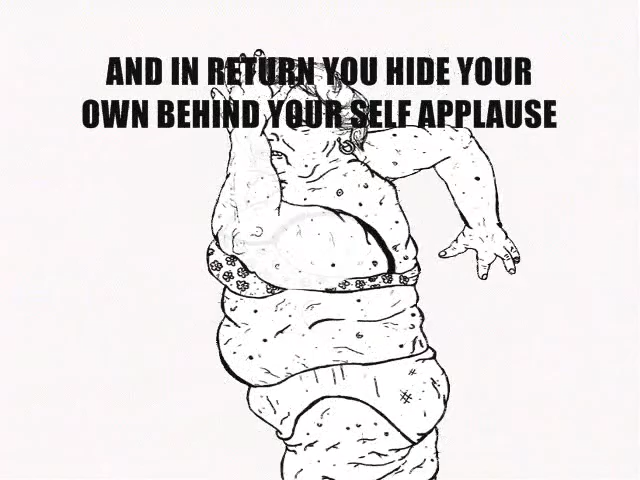 AND IN RETURN YOU HIDE YOUR
OWN BEHIND YOUR SELF APPLAUSE